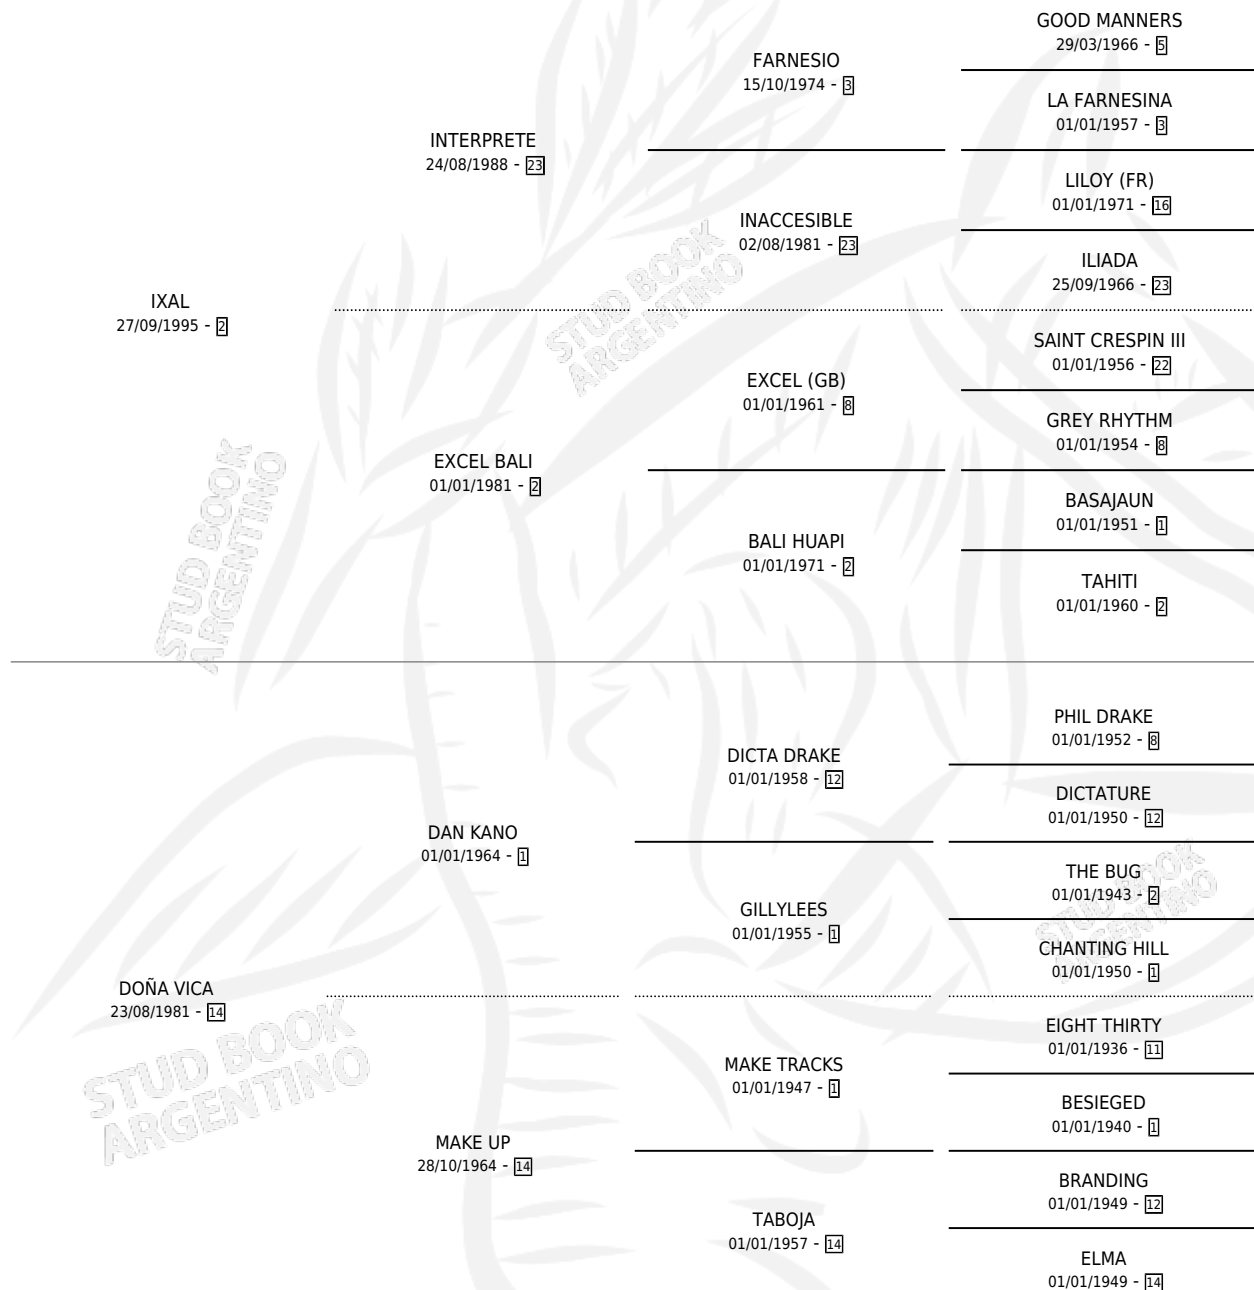 GOOD MANNERS
29/03/1966 - 5
FARNESIO
15/10/1974 - 3
LA FARNESINA
01/01/1957 - 3
INTERPRETE
24/08/1988 - 23
LILOY (FR)
01/01/1971 - 16
INACCESIBLE
02/08/1981 - 23
ILIADA
25/09/1966 - 23
IXAL
27/09/1995 - 2
SAINT CRESPIN III
01/01/1956 - 22
EXCEL (GB)
01/01/1961 - 8
GREY RHYTHM
01/01/1954 - 8
EXCEL BALI
01/01/1981 - 2
BASAJAUN
01/01/1951 - 1
BALI HUAPI
01/01/1971 - 2
TAHITI
01/01/1960 - 2
STUD BOOK
ARGENTINO
STUD BOOK
ARGENTINO
PHIL DRAKE
01/01/1952 - 8
DICTA DRAKE
01/01/1958 - 12
DICTATURE
01/01/1950 - 12
DAN KANO
01/01/1964 - 1
THE BUG
01/01/1943 - 2
GILLYLEES
01/01/1955 - 1
CHANTING HILL
01/01/1950 - 1
DOÑA VICA
23/08/1981 - 14
EIGHT THIRTY
01/01/1936 - 11
MAKE TRACKS
01/01/1947 - 1
BESIEGED
01/01/1940 - 1
MAKE UP
28/10/1964 - 14
BRANDING
01/01/1949 - 12
TABOJA
01/01/1957 - 14
ELMA
01/01/1949 - 14
STUD BOOK
ARGENTINO
STUD BOOK
ARGENTINO